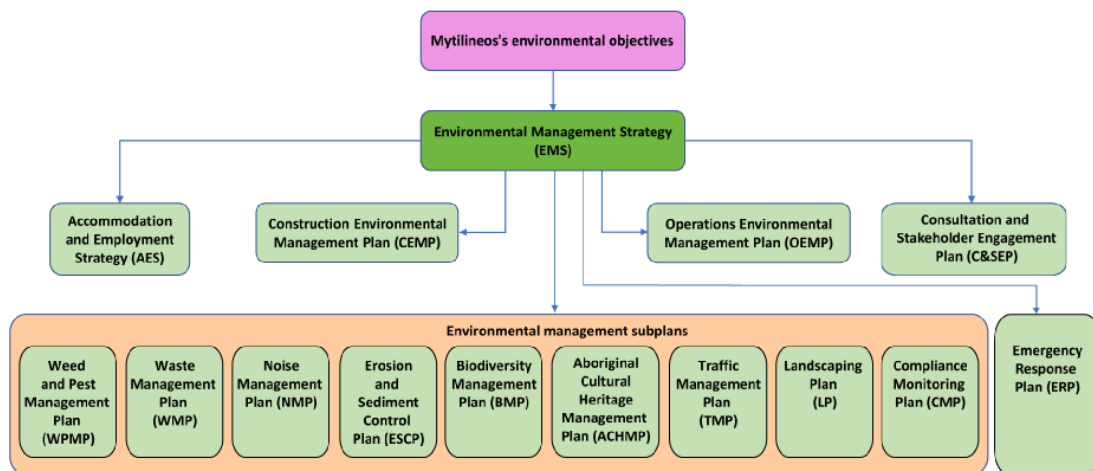 Mytilineos's environmental objectives
Environmental Management Strategy
(EMS)
Accommodation
and Employment
Strategy (AES)
Construction Environmental
Management Plan (CEMP)
Operations Environmental
Management Plan (OEMP)
Consultation and
Stakeholder Engagement
Plan (C&SEP)
Environmental management subplans
Weed
and Pest
Management
Plan
(WPMP)
Waste
Management
Plan
(WMP)
Noise
Management
Plan (NMP)
Erosion
and
Sediment
Control
Plan (ESCP)
Biodiversity
Management
Plan (BMP)
Aboriginal
Cultural
Heritage
Management
Plan (ACHMP)
Traffic
Management
Plan
(TMP)
Landscaping
Plan
(LP)
Compliance
Monitoring
Plan (CMP)
Emergency
Response
Plan (ERP)